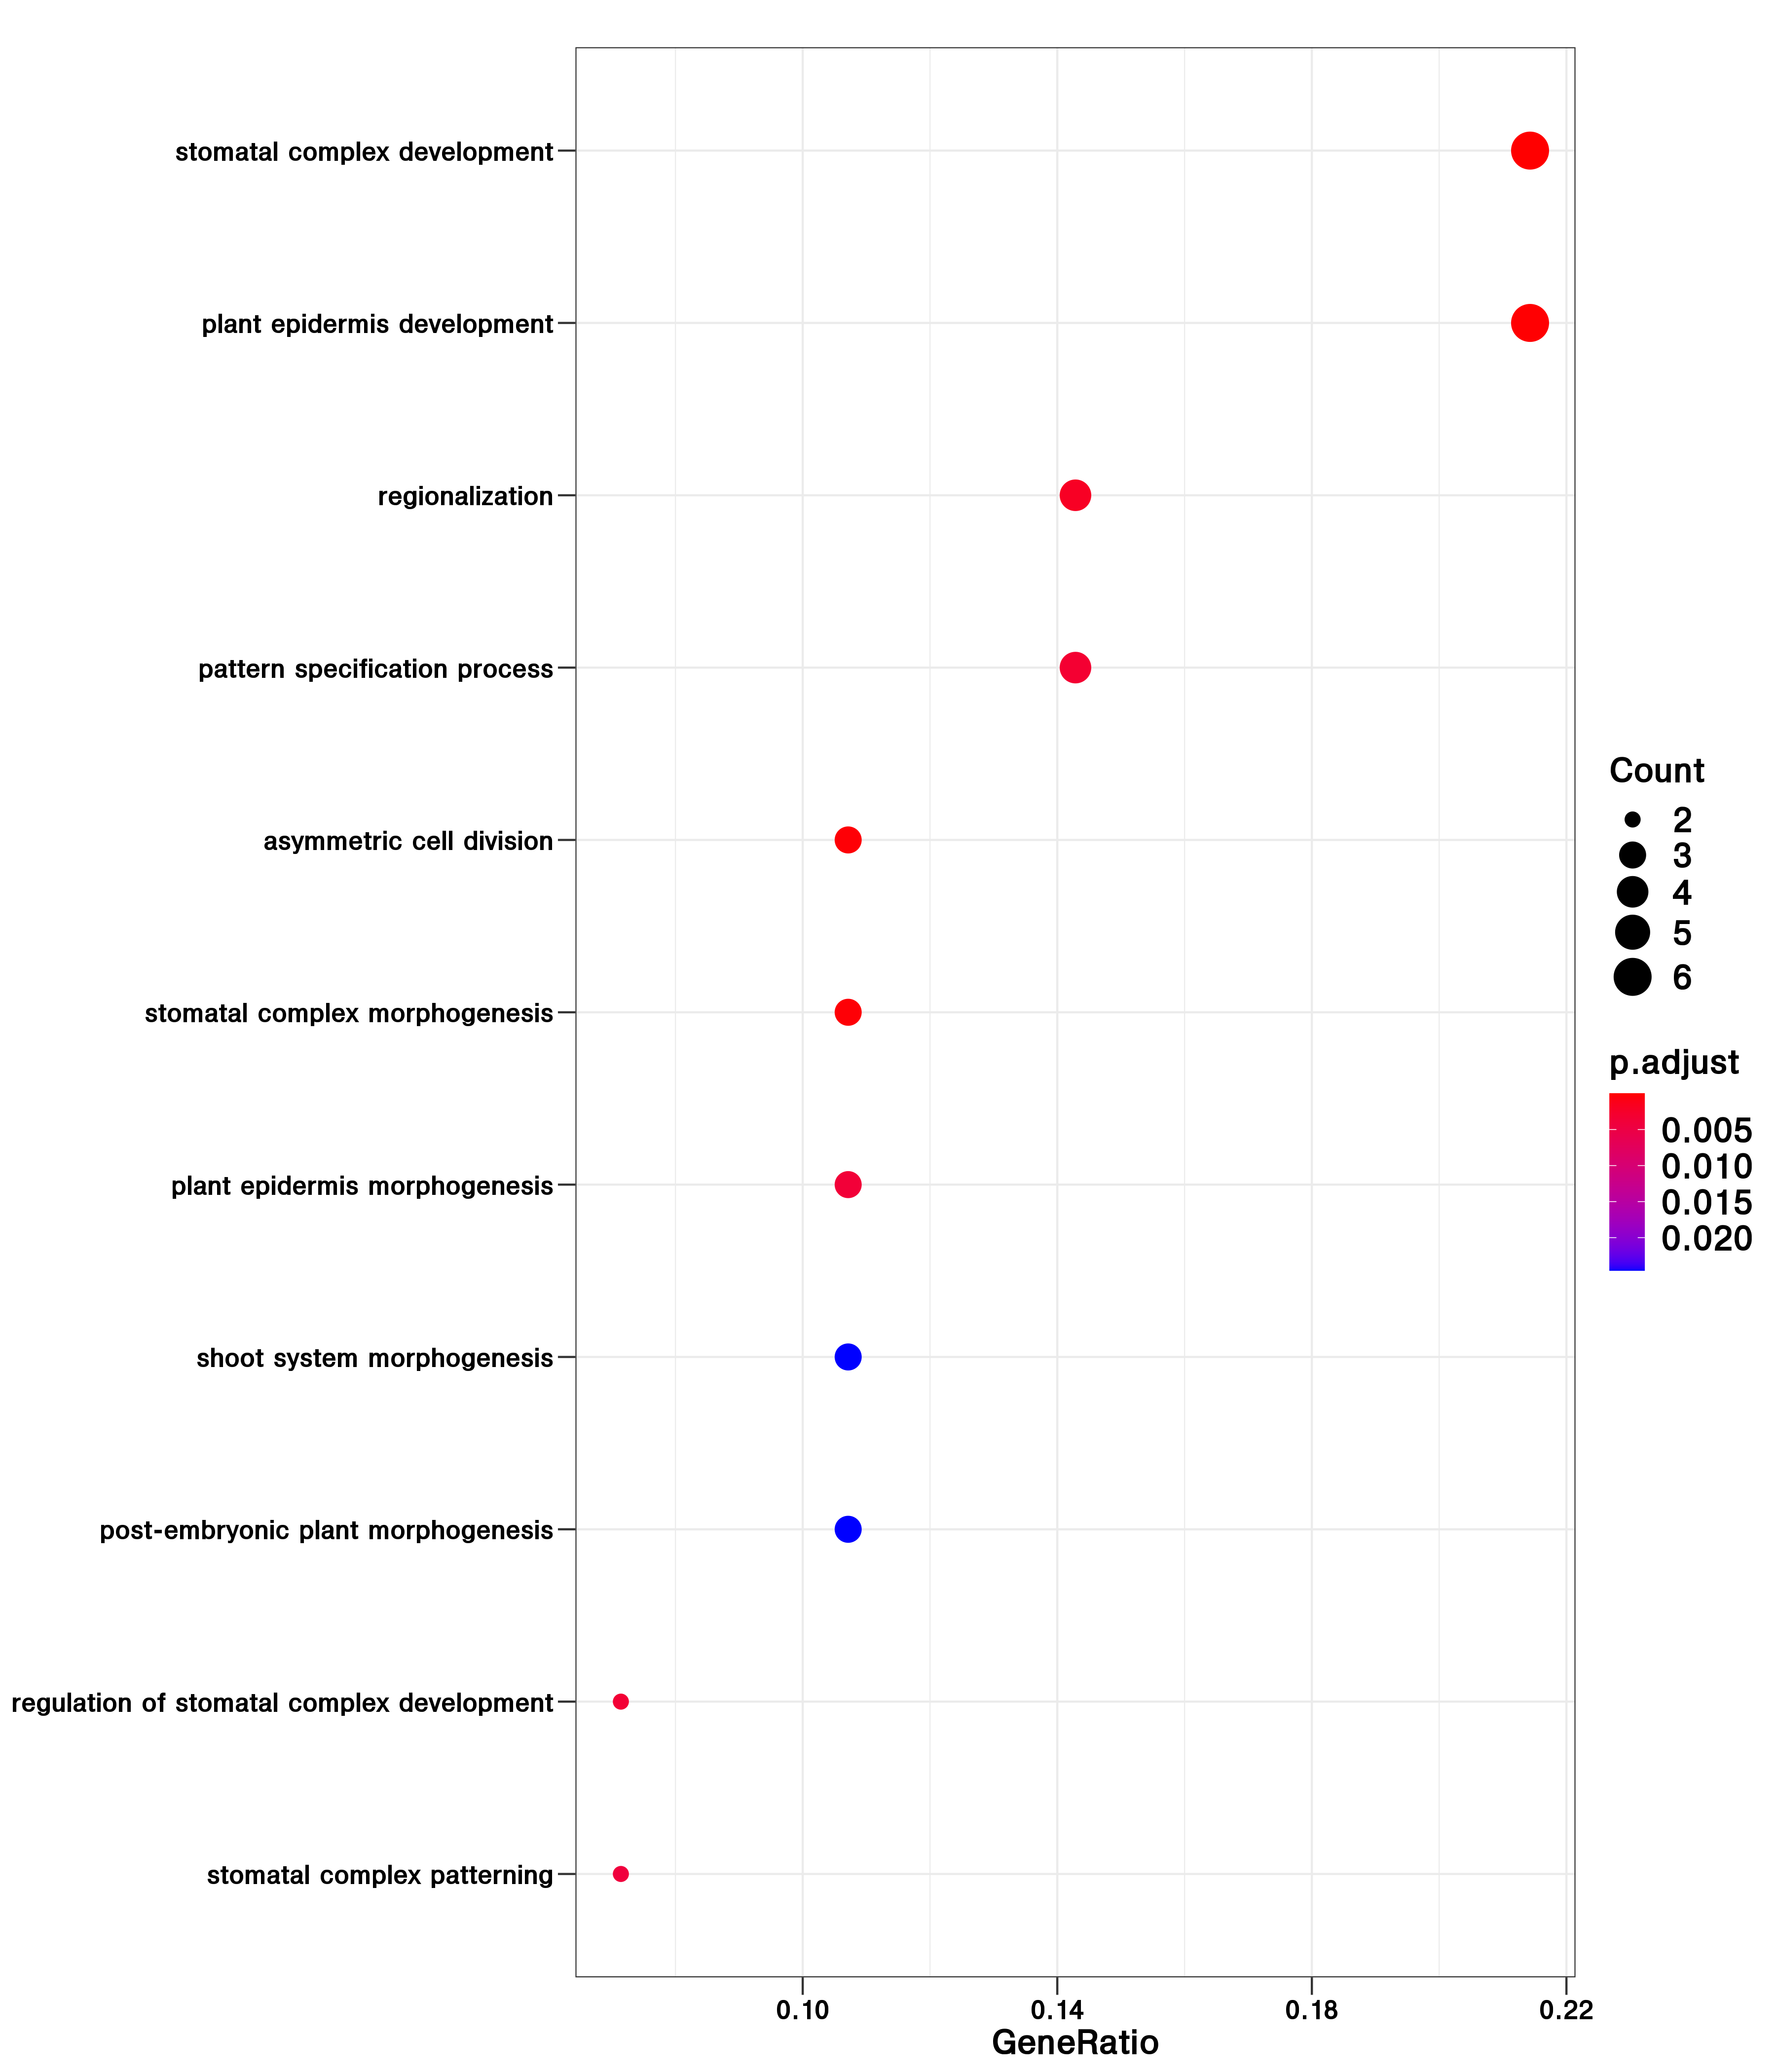 stomatal complex development
plant epidermis development
regionalization
pattern specification process
asymmetric cell division
stomatal complex morphogenesis
plant epidermis morphogenesis
shoot system morphogenesis
post-embryonic plant morphogenesis
regulation of stomatal complex development
stomatal complex patterning
0.10 0.14 0.18 0.22
GeneRatio
Count
2
3
4
5
6
p.adjust
0.005
0.010
0.015
0.020